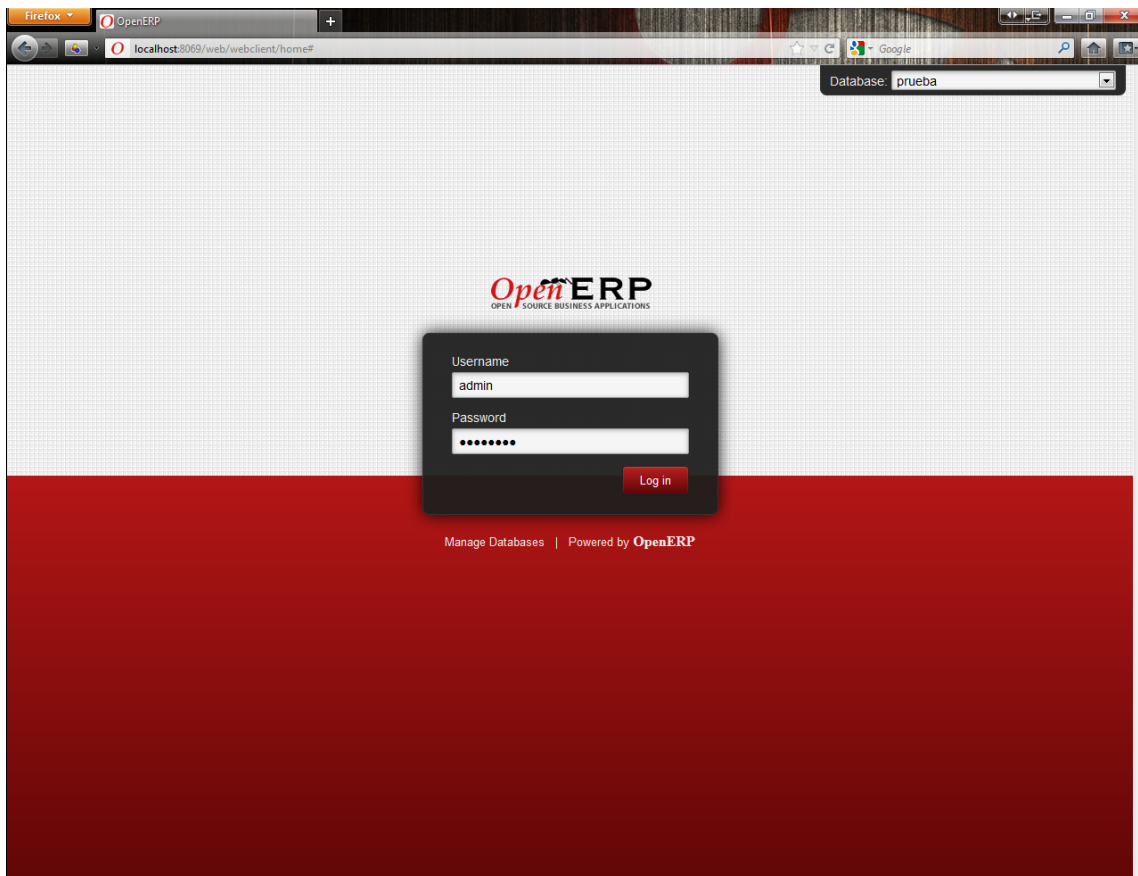 Firefox
OpenERP
localhost:8069/web/webclient/home#
Google
Database: prueba
OpenERP
OPEN SOURCE BUSINESS APPLICATIONS
Username
admin
Password
••••••••
Log in
Manage Databases | Powered by OpenERP